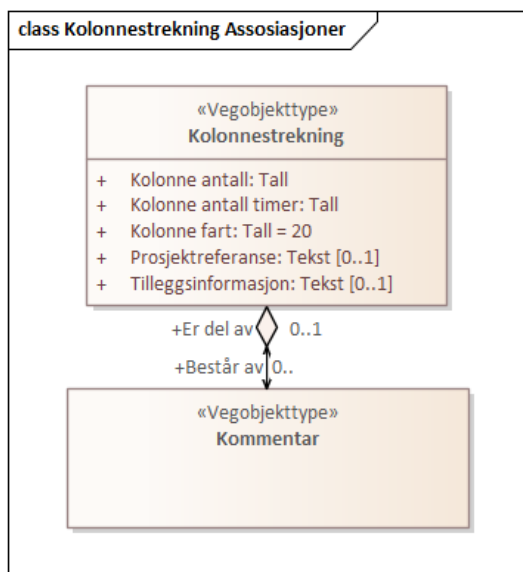 class Kolonnestrekning Assosiasjoner
«Vegobjekttype»
Kolonnestrekning
+ Kolonne antall: Tall
+ Kolonne antall timer: Tall
+ Kolonne fart: Tall = 20
+ Prosjektreferanse: Tekst [0..1]
+ Tilleggsinformasjon: Tekst [0..1]
+Er del av 0..1
+Består av 0..
«Vegobjekttype»
Kommentar